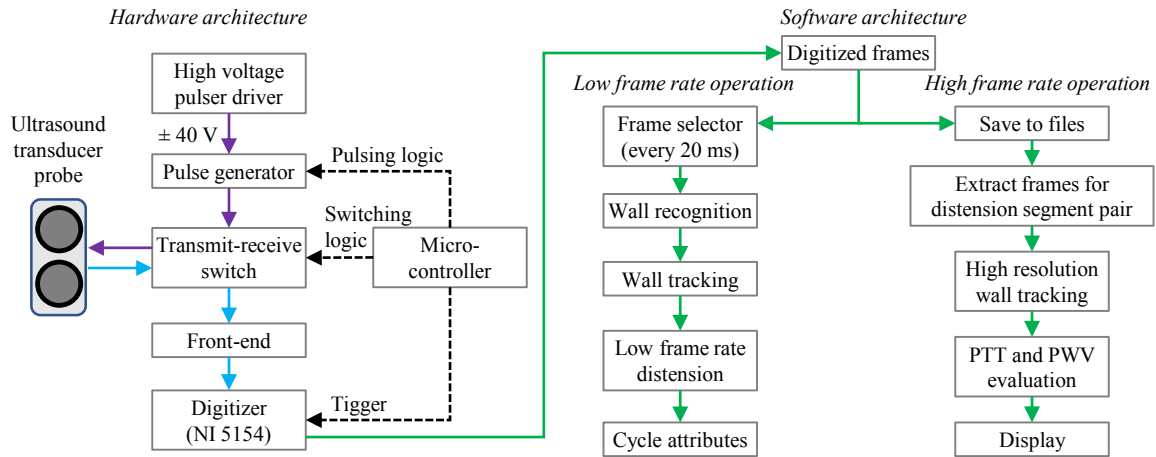 Hardware architecture
High voltage
pulser driver
± 40 V
Ultrasound
transducer
probe
Pulse generator
Pulsing logic
Switching
logic
Transmit-receive
switch
Micro-
controller
Front-end
Digitizer
(NI 5154)
Tigger
Software architecture
Digitized frames
Low frame rate operation
Frame selector
(every 20 ms)
Wall recognition
Wall tracking
Low frame rate
distension
Cycle attributes
High frame rate operation
Save to files
Extract frames for
distension segment pair
High resolution
wall tracking
PTT and PWV
evaluation
Display